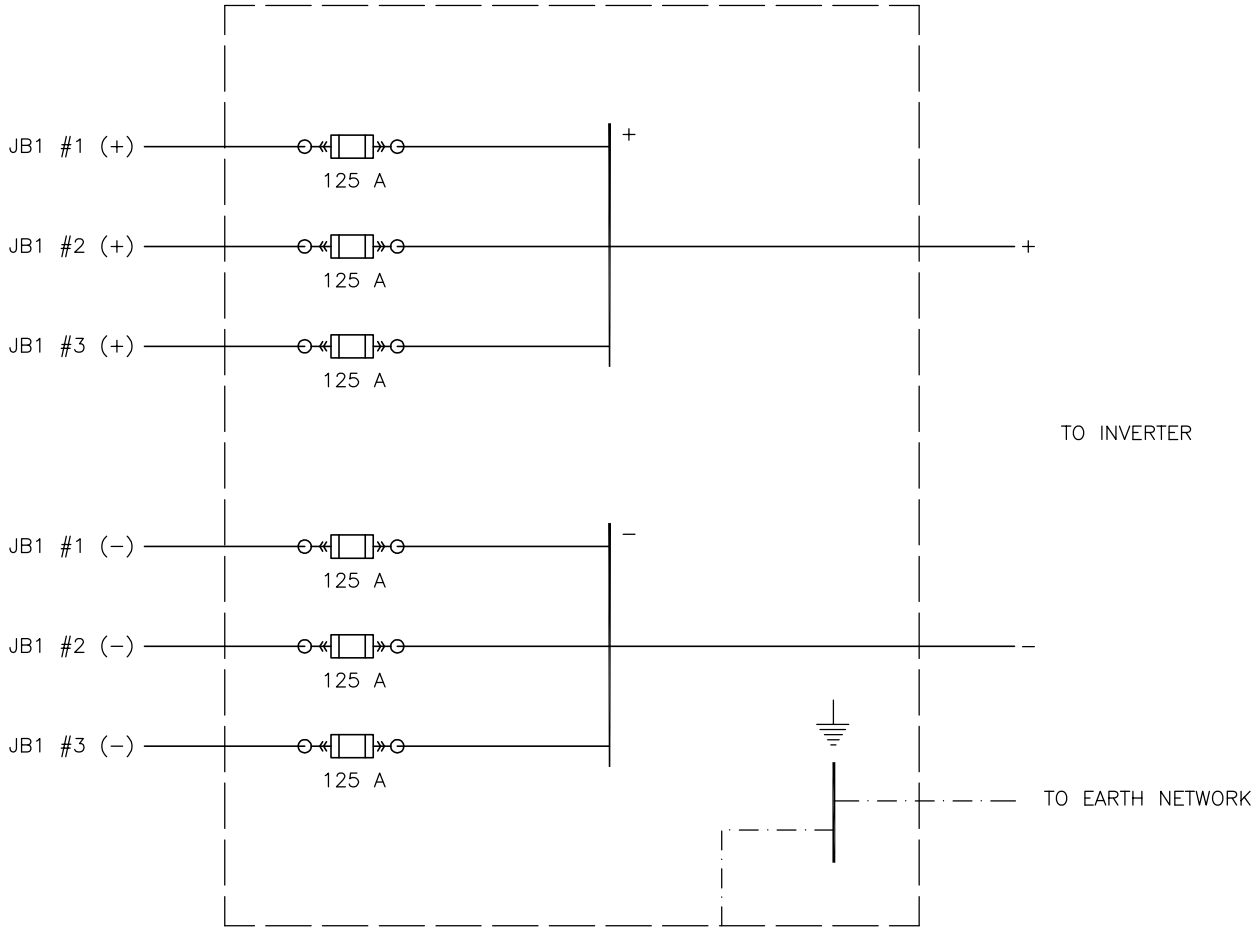 JB1 #1 (+)
125 A
+
JB1 #2 (+)
125 A
+
JB1 #3 (+)
125 A
TO INVERTER
JB1 #1 (-)
125 A
-
JB1 #2 (-)
125 A
-
JB1 #3 (-)
125 A
TO EARTH NETWORK